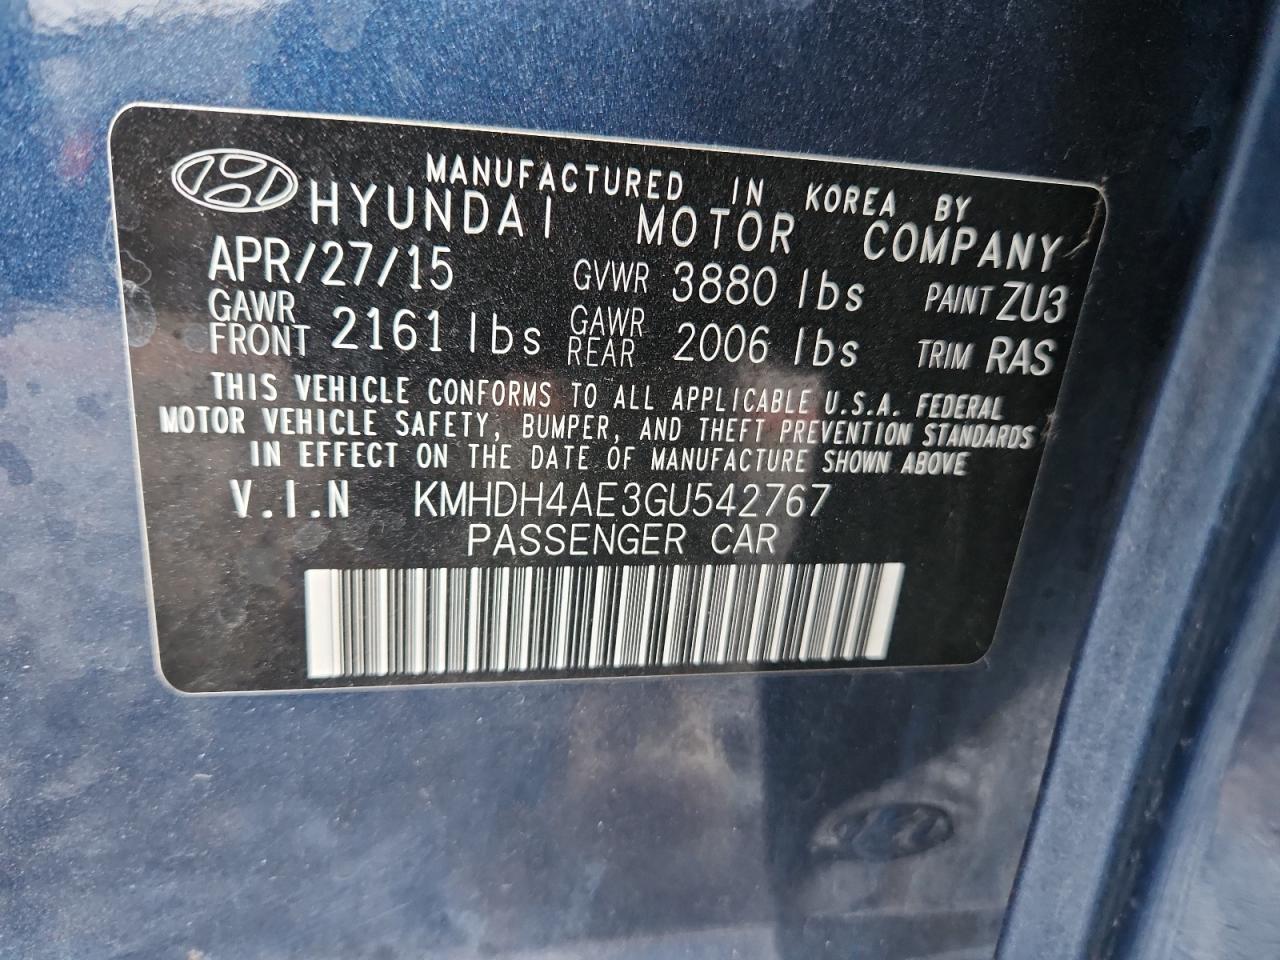 MANUFACTURED IN KOREA BY
HYUNDAI MOTOR COMPANY
APR/27/15 GVWR 3880 lbs PAINT ZU3
GAWR FRONT 2161 lbs GAWR REAR 2006 lbs TRIM RAS
THIS VEHICLE CONFORMS TO ALL APPLICABLE U.S.A. FEDERAL
MOTOR VEHICLE SAFETY, BUMPER, AND THEFT PREVENTION STANDARDS
IN EFFECT ON THE DATE OF MANUFACTURE SHOWN ABOVE
V.I.N KMHDH4AE3GU542767
PASSENGER CAR